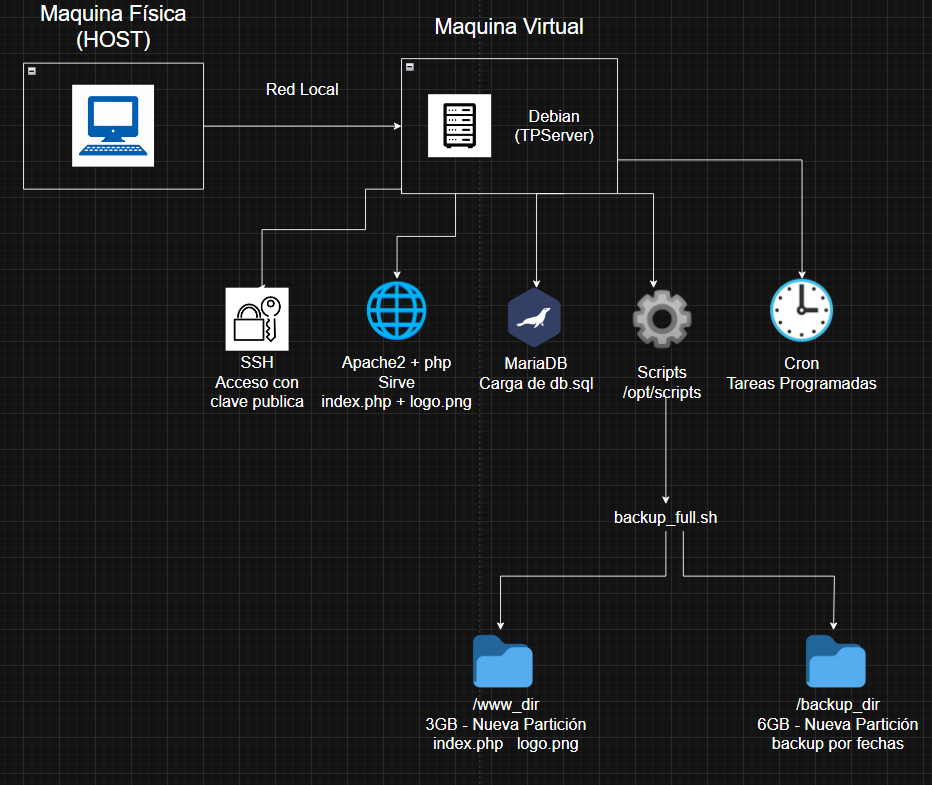 Maquina Física
(HOST)
Maquina Virtual
Red Local
Debian
(TPServer)
SSH
Acceso con
clave publica
Apache2 + php
Sirve
index.php + logo.png
MariaDB
Carga de db.sql
Scripts
/opt/scripts
Cron
Tareas Programadas
backup_full.sh
/www_dir
3GB - Nueva Partición
index.php logo.png
/backup_dir
6GB - Nueva Partición
backup por fechas